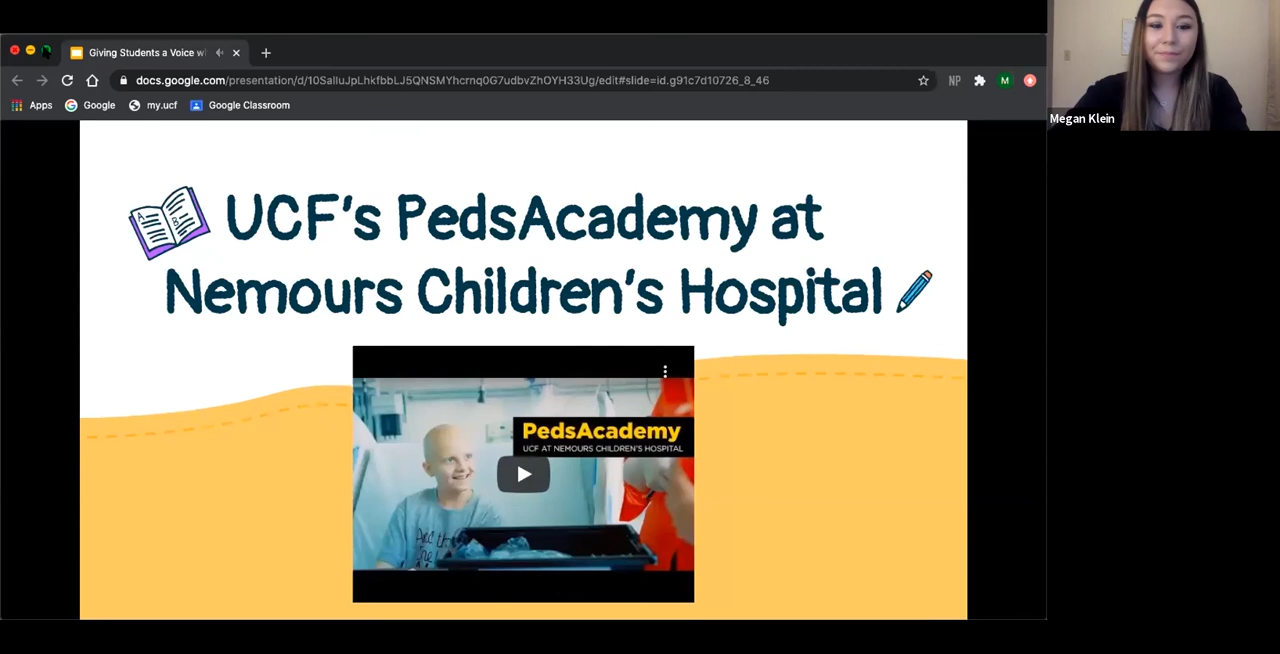 Giving Students a Voice wi
docs.google.com/presentation/d/10SalluJpLhkfbbLJ5QNSMYhcrnq0G7udbvZhOYH33Ug/edit#slide=id.g91c7d10726_8_46
NP
M
Apps
Google
my.ucf
Google Classroom
Megan Klein
UCF's PedsAcademy at
Nemours Children's Hospital
PedsAcademy
UCF AT NEMOURS CHILDREN'S HOSPITAL